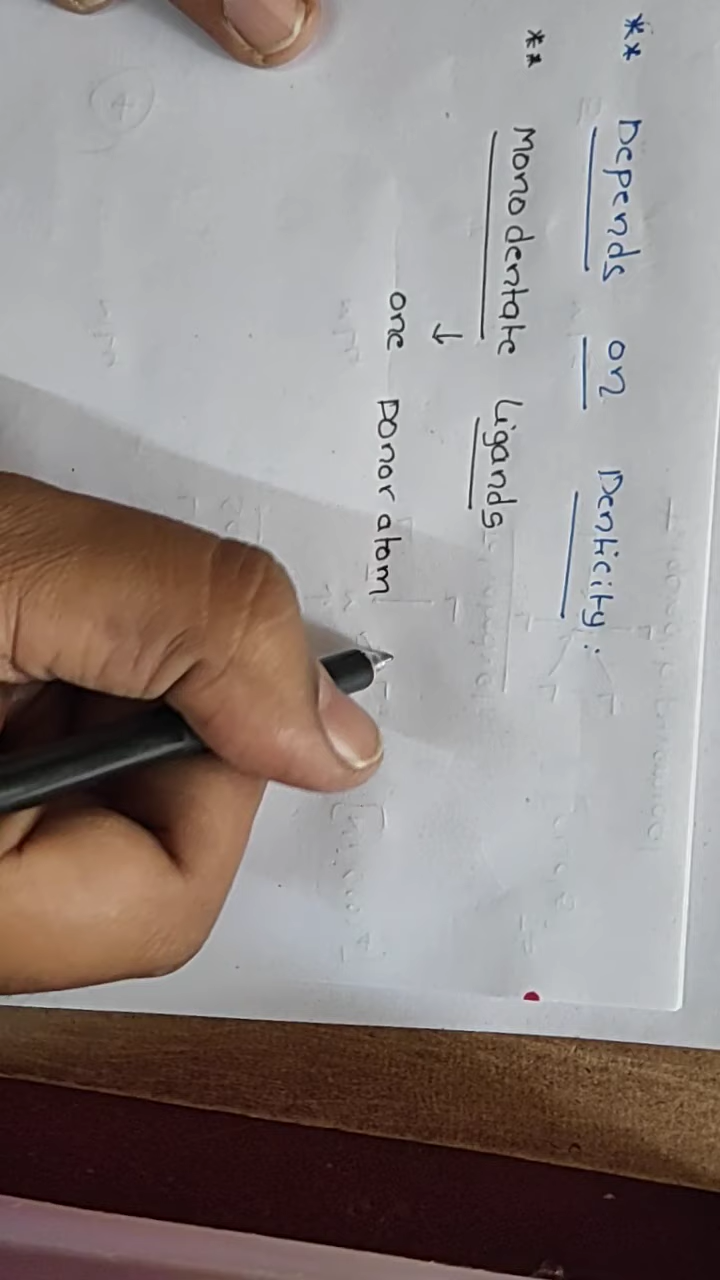 ** Depends on Denticity:
** Monodentate Ligands
↓
one Donor atom